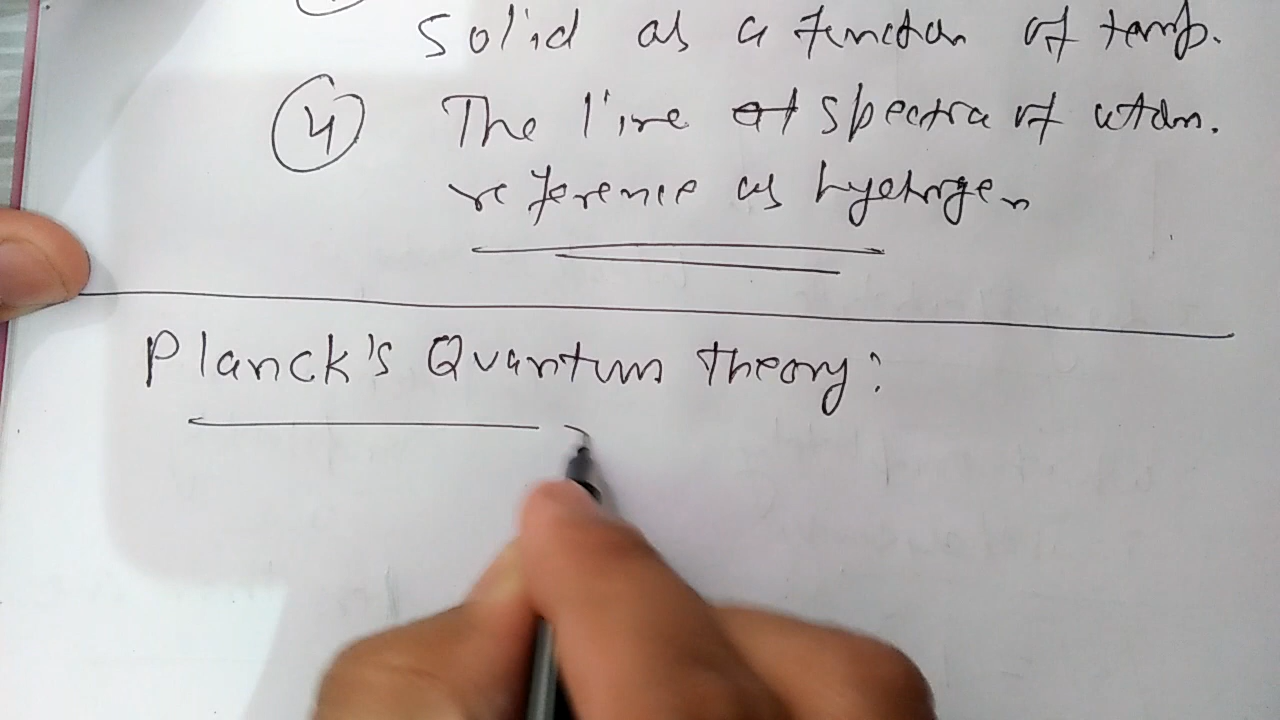 solid as a function of temp.
4 The line spectra of atom.
reference as hydrogen
Planck's Quantum theory: